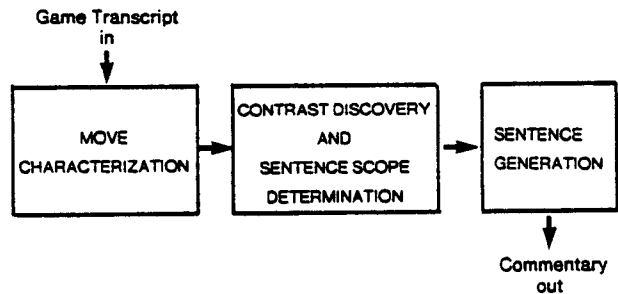 Game Transcript
in
MOVE
CHARACTERIZATION
CONTRAST DISCOVERY
AND
SENTENCE SCOPE
DETERMINATION
SENTENCE
GENERATION
Commentary
out